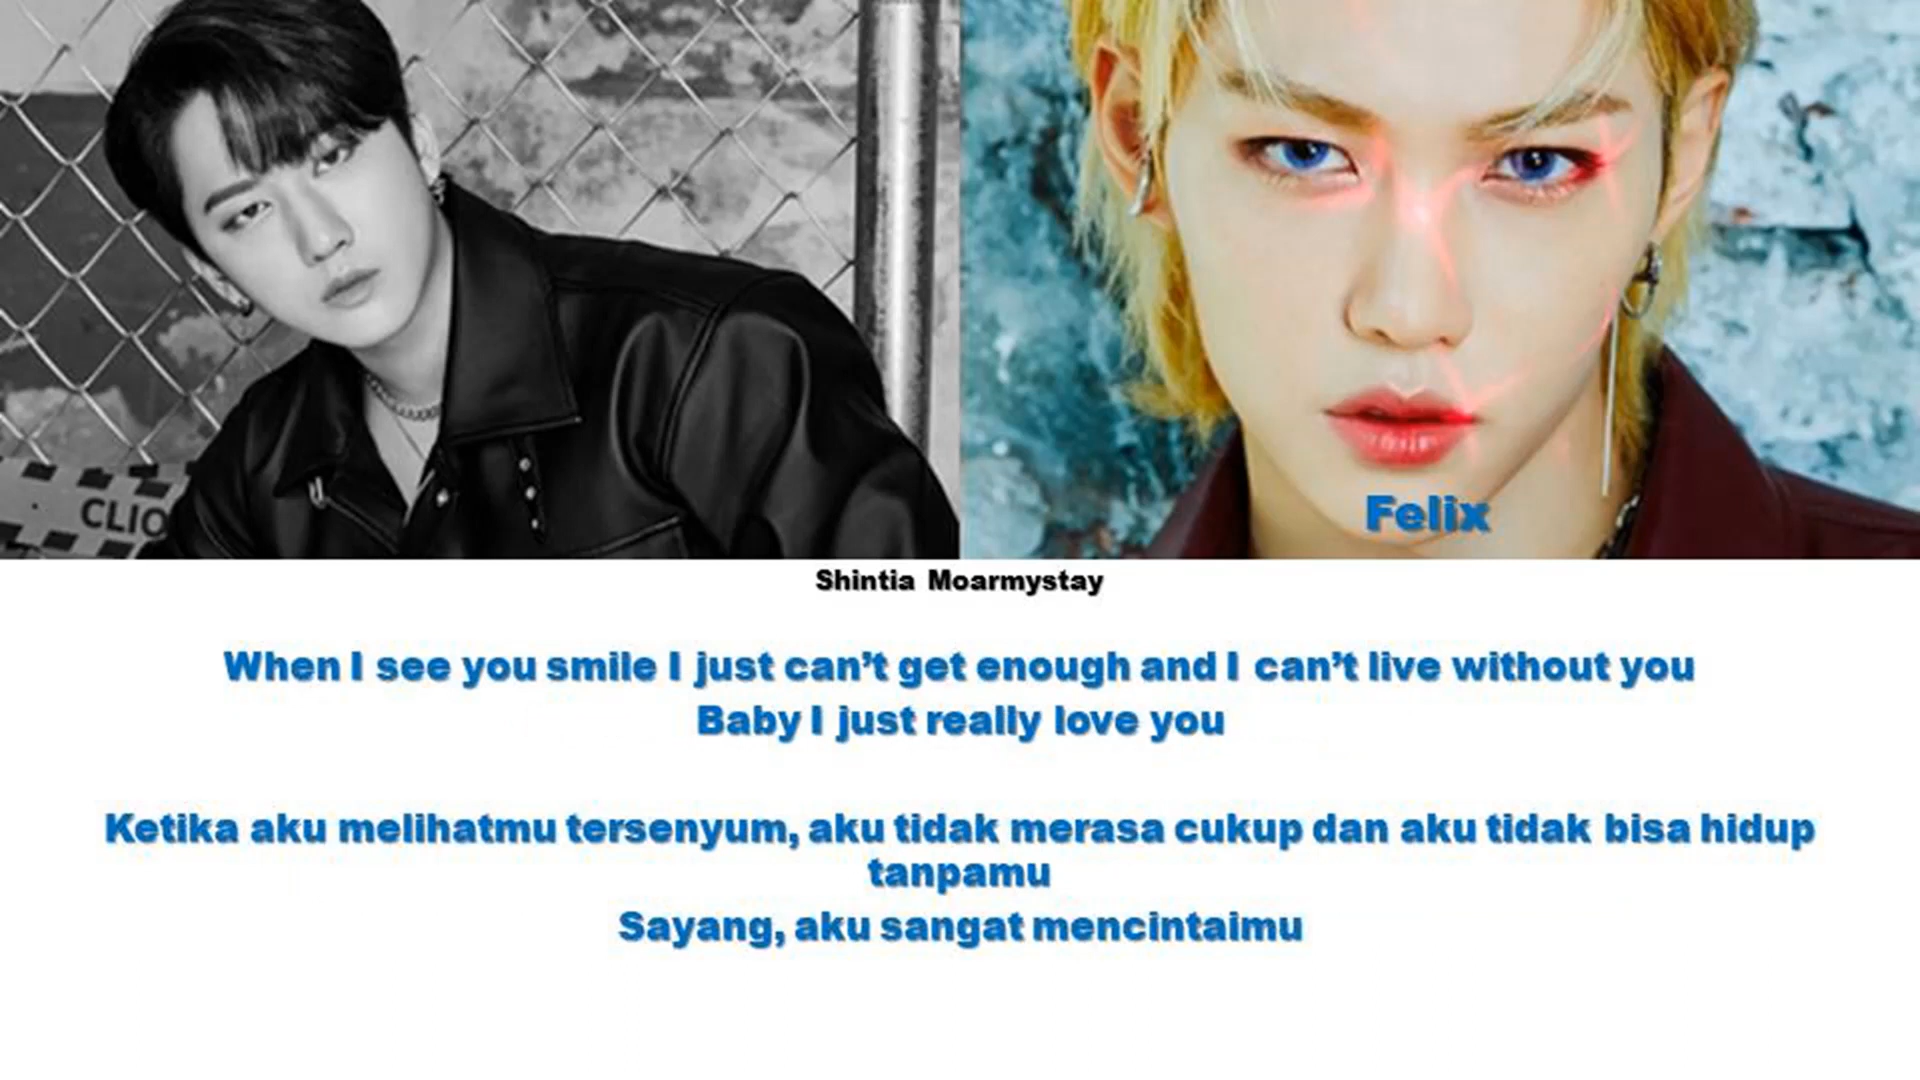 CLIO
Felix
Shintia Moarmystay
When I see you smile I just can't get enough and I can't live without you
Baby I just really love you
Ketika aku melihatmu tersenyum, aku tidak merasa cukup dan aku tidak bisa hidup
tanpamu
Sayang, aku sangat mencintaimu